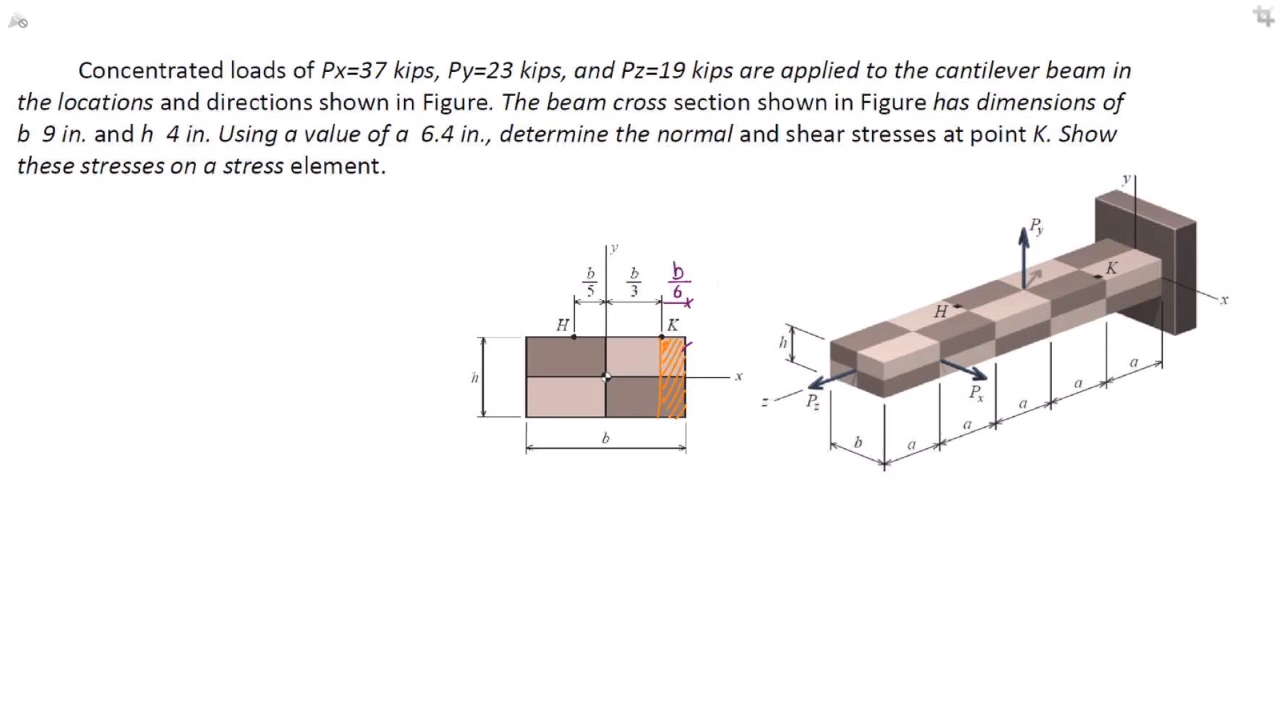 Concentrated loads of Px=37 kips, Py=23 kips, and Pz=19 kips are applied to the cantilever beam in
the locations and directions shown in Figure. The beam cross section shown in Figure has dimensions of
b 9 in. and h 4 in. Using a value of a 6.4 in., determine the normal and shear stresses at point K. Show
these stresses on a stress element.
y
b/5
b/3
b/6
H
K
h
x
b
y
Py
K
x
H
h
z
Pz
Px
b
a
a
a
a
a